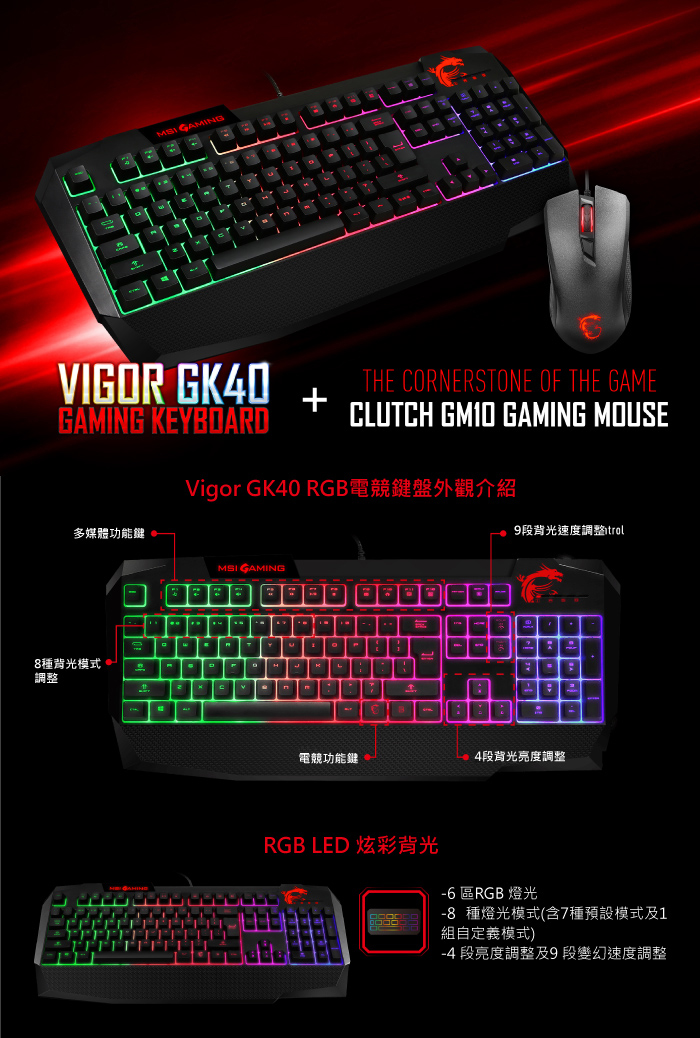 MSI GAMING
VIGOR GK40
GAMING KEYBOARD
+
THE CORNERSTONE OF THE GAME
CLUTCH GM10 GAMING MOUSE
Vigor GK40 RGB電競鍵盤外觀介紹
多媒體功能鍵
9段背光速度調整ntrol
MSI GAMING
8種背光模式
調整
電競功能鍵
4段背光亮度調整
RGB LED 炫彩背光
MSI GAMING
-6 區RGB 燈光
-8 種燈光模式(含7種預設模式及1
組自定義模式)
-4 段亮度調整及9 段變幻速度調整